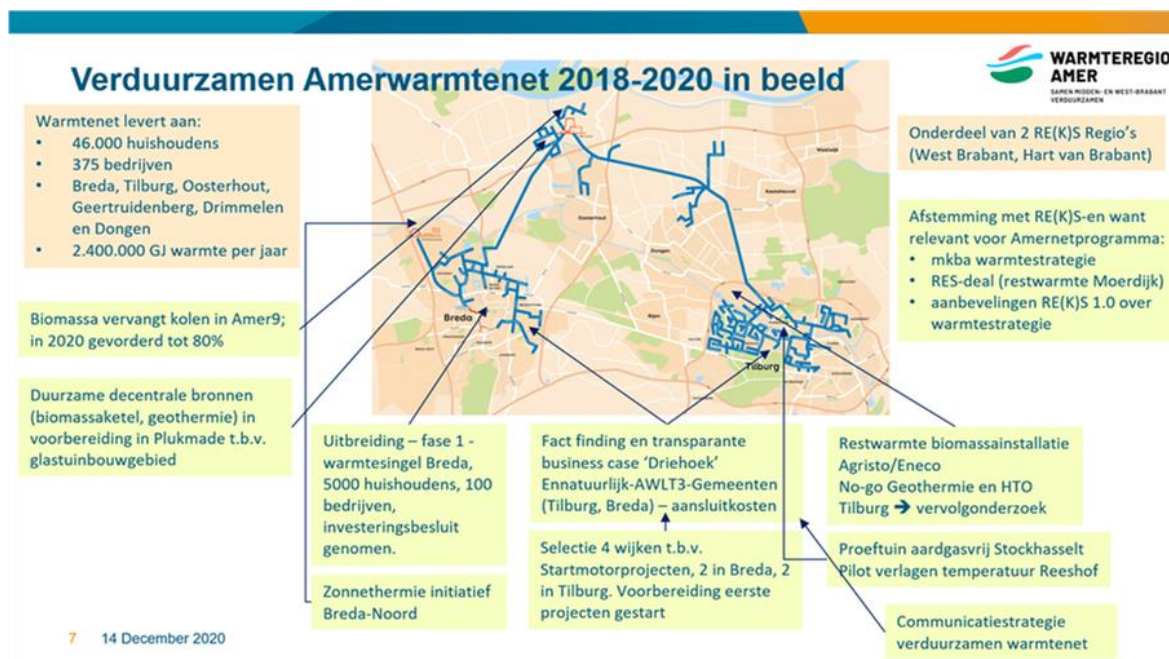 Verduurzamen Amerwarmtenet 2018-2020 in beeld
WARMTEREGIO
AMER
SAMEN MIDDEN- EN WEST-BRABANT
VERDUURZAMEN
Warmtenet levert aan:
• 46.000 huishoudens
• 375 bedrijven
• Breda, Tilburg, Oosterhout,
Geertruidenberg, Drimmelen
en Dongen
• 2.400.000 GJ warmte per jaar
Biomassa vervangt kolen in Amer9;
in 2020 gevorderd tot 80%
Duurzame decentrale bronnen
(biomassaketel, geothermie) in
voorbereiding in Plukmade t.b.v.
glastuinbouwgebied
Waalwijk
Oosterhout
Dongen
Rijen
Breda
Tilburg
Onderdeel van 2 RE(K)S Regio's
(West Brabant, Hart van Brabant)
Afstemming met RE(K)S-en want
relevant voor Amernetprogramma:
• mkba warmtestrategie
• RES-deal (restwarmte Moerdijk)
• aanbevelingen RE(K)S 1.0 over
warmtestrategie
Uitbreiding – fase 1 -
warmtesingel Breda,
5000 huishoudens, 100
bedrijven,
investeringsbesluit
genomen.
Zonnethermie initiatief
Breda-Noord
Fact finding en transparante
business case ‘Driehoek’
Ennatuurlijk-AWLT3-Gemeenten
(Tilburg, Breda) – aansluitkosten
Selectie 4 wijken t.b.v.
Startmotorprojecten, 2 in Breda, 2
in Tilburg. Voorbereiding eerste
projecten gestart
Restwarmte biomassainstallatie
Agristo/Eneco
No-go Geothermie en HTO
Tilburg ➔ vervolgonderzoek
Proeftuin aardgasvrij Stockhasselt
Pilot verlagen temperatuur Reeshof
Communicatiestrategie
verduurzamen warmtenet
7 14 December 2020